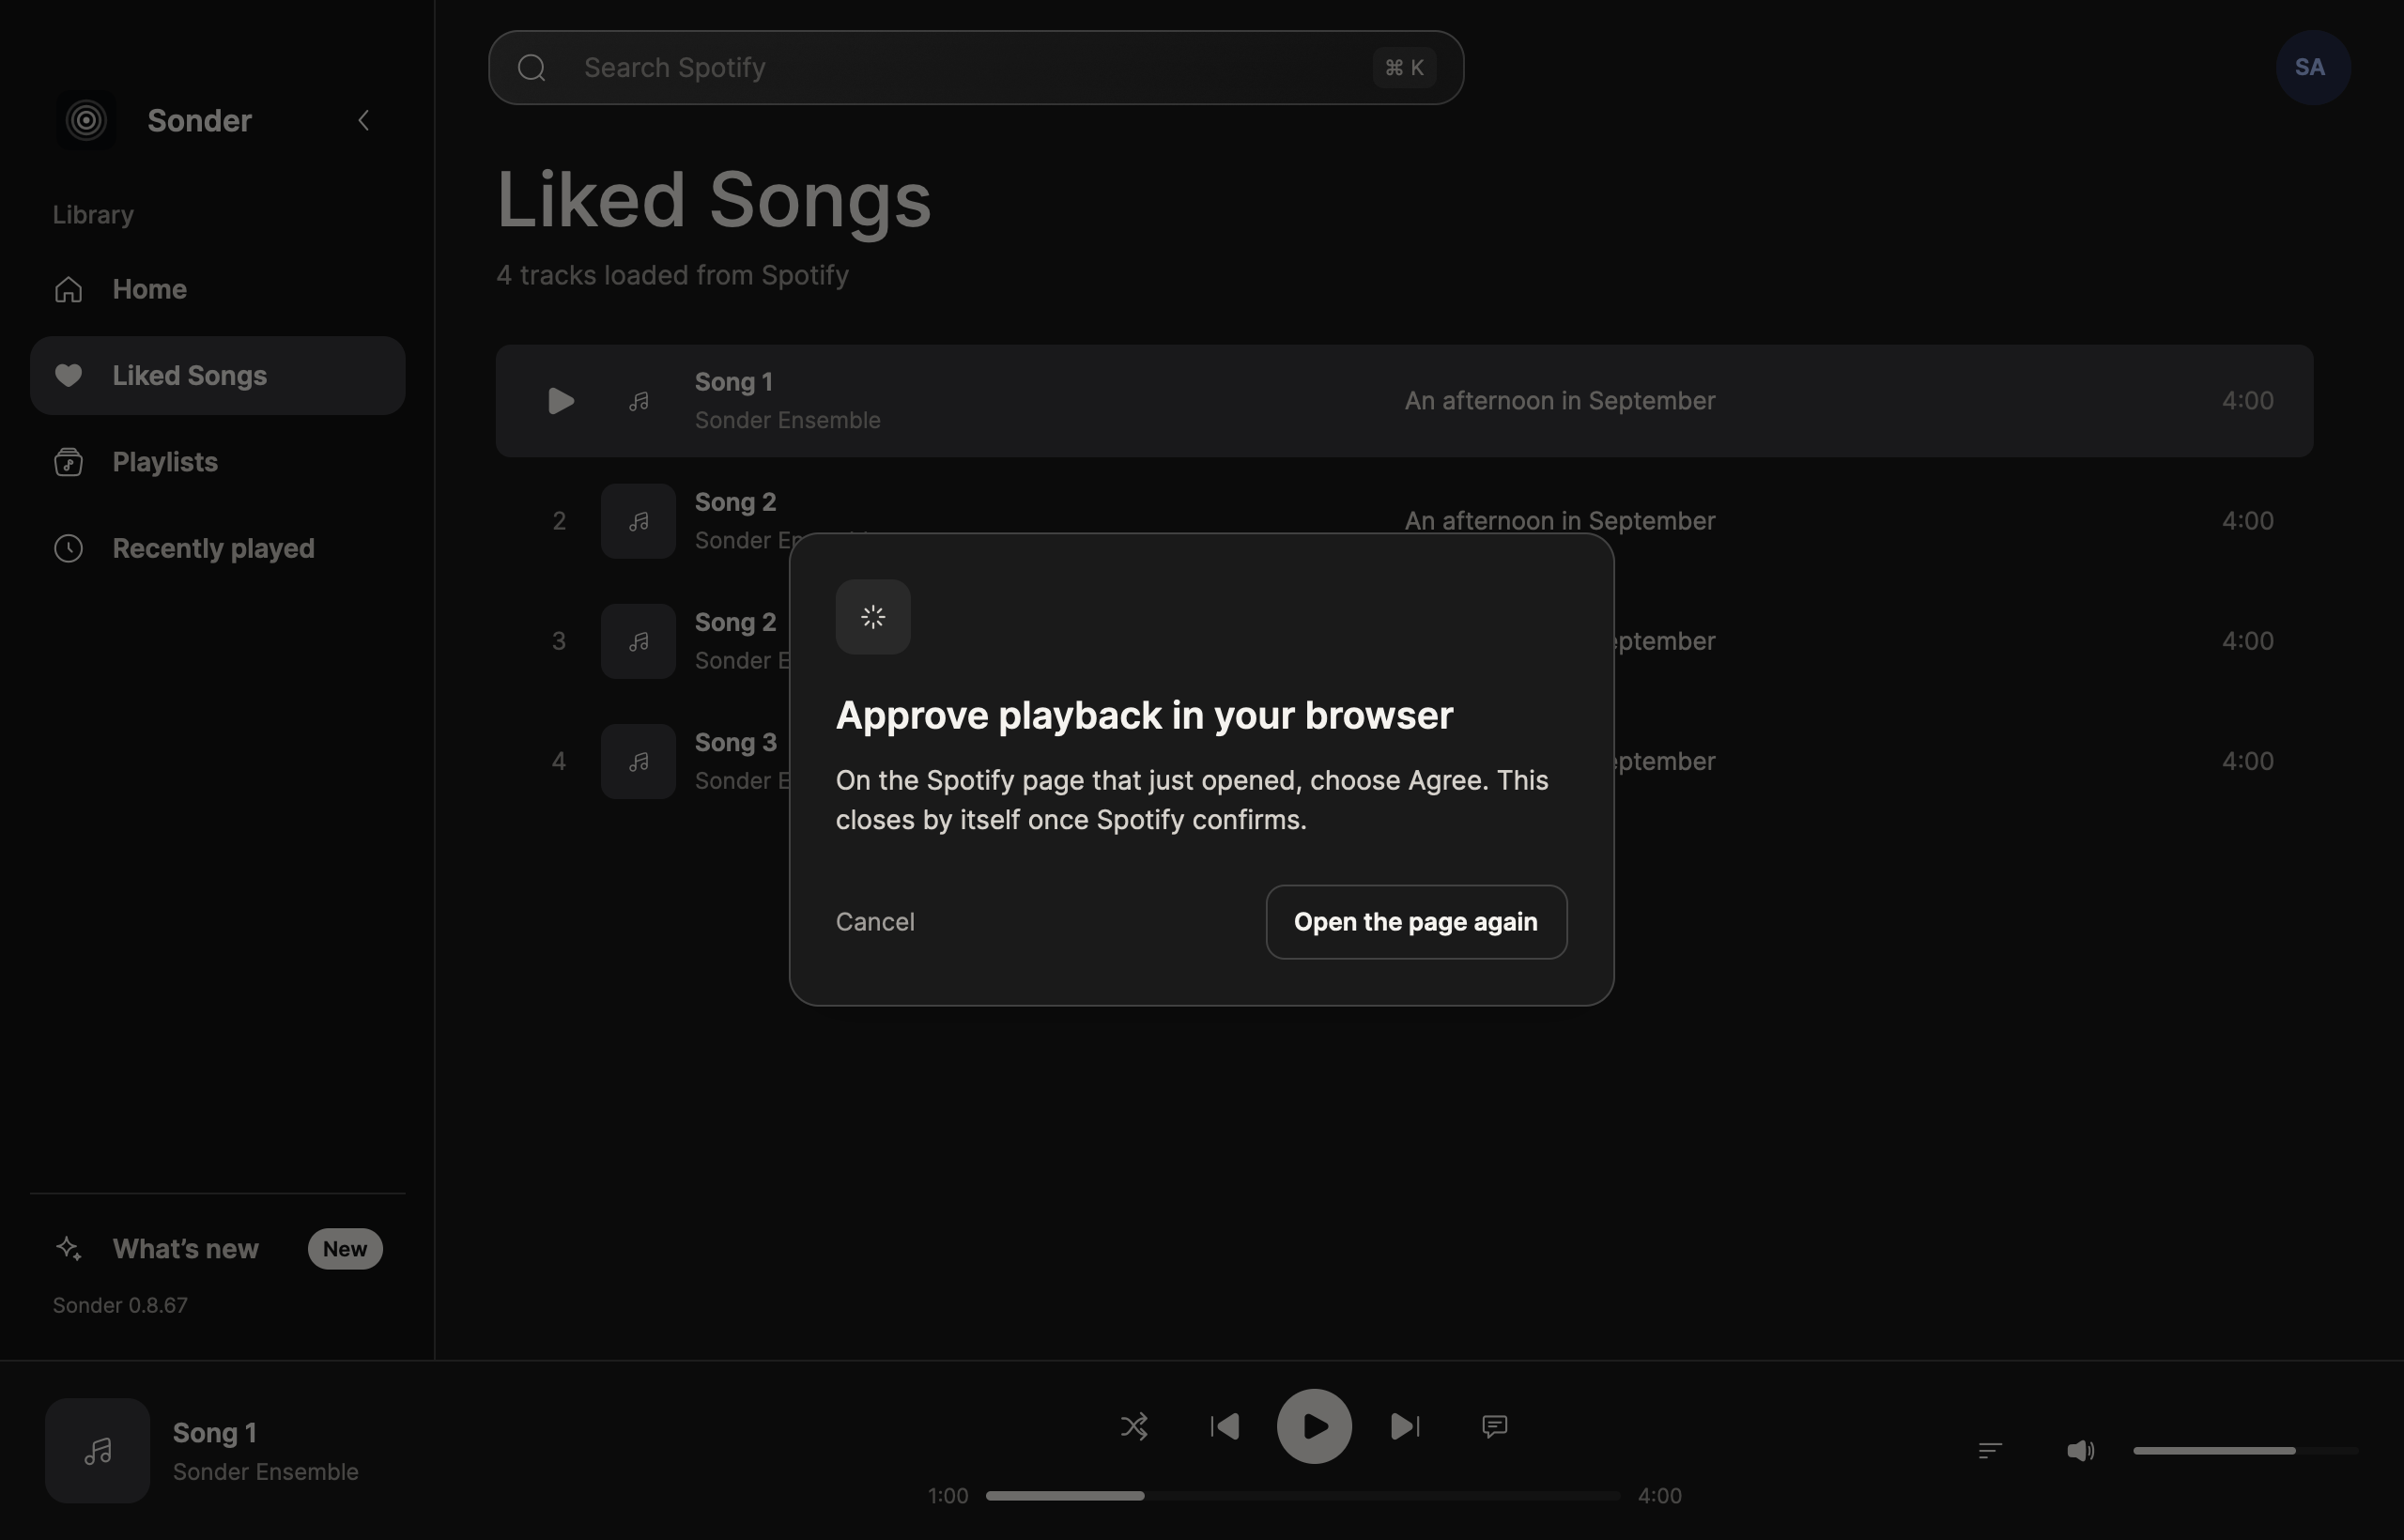 Search Spotify
⌘ K
SA
Sonder
Library
Home
Liked Songs
Playlists
Recently played
Liked Songs
4 tracks loaded from Spotify
Song 1
Sonder Ensemble
An afternoon in September
4:00
2
Song 2
Sonder
An afternoon in September
4:00
3
Song 2
Sonder
4:00
4
Song 3
Sonder
4:00
Approve playback in your browser
On the Spotify page that just opened, choose Agree. This
closes by itself once Spotify confirms.
Cancel
Open the page again
What’s new
New
Sonder 0.8.67
Song 1
Sonder Ensemble
1:00
4:00